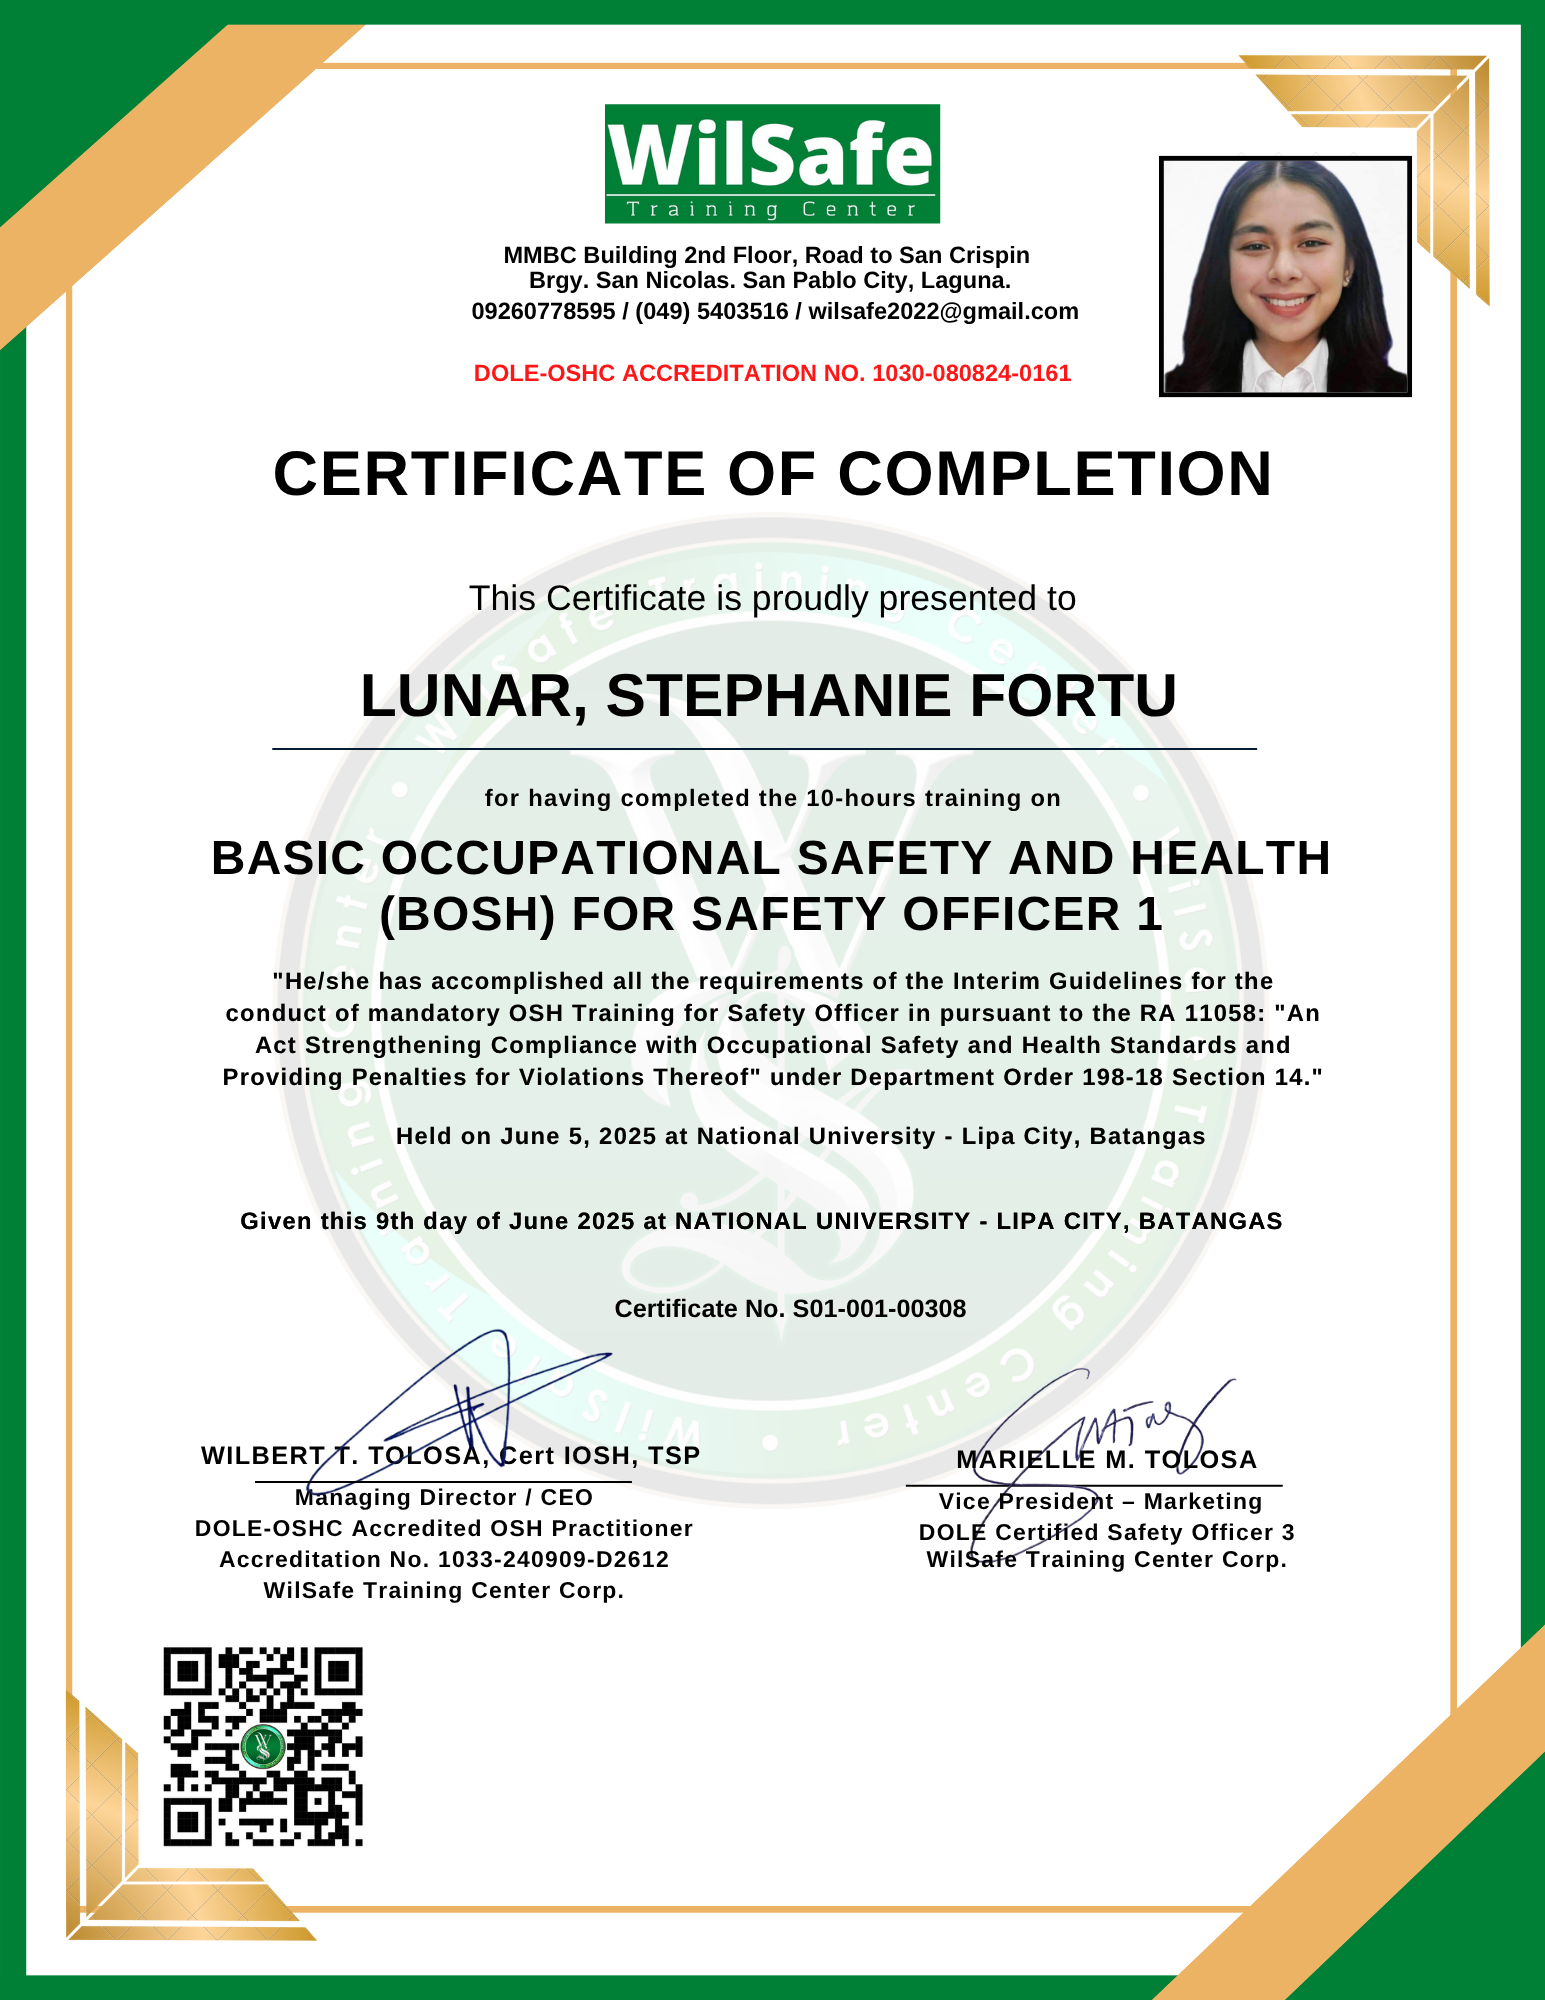 WilSafe
Training Center
MMBC Building 2nd Floor, Road to San Crispin
Brgy. San Nicolas. San Pablo City, Laguna.
09260778595 / (049) 5403516 / wilsafe2022@gmail.com
DOLE-OSHC ACCREDITATION NO. 1030-080824-0161
CERTIFICATE OF COMPLETION
This Certificate is proudly presented to
LUNAR, STEPHANIE FORTU
for having completed the 10-hours training on
BASIC OCCUPATIONAL SAFETY AND HEALTH
(BOSH) FOR SAFETY OFFICER 1
"He/she has accomplished all the requirements of the Interim Guidelines for the
conduct of mandatory OSH Training for Safety Officer in pursuant to the RA 11058: "An
Act Strengthening Compliance with Occupational Safety and Health Standards and
Providing Penalties for Violations Thereof" under Department Order 198-18 Section 14."
Held on June 5, 2025 at National University - Lipa City, Batangas
Given this 9th day of June 2025 at NATIONAL UNIVERSITY - LIPA CITY, BATANGAS
Certificate No. S01-001-00308
WILBERT T. TOLOSA, Cert IOSH, TSP
Managing Director / CEO
DOLE-OSHC Accredited OSH Practitioner
Accreditation No. 1033-240909-D2612
WilSafe Training Center Corp.
MARIELLE M. TOLOSA
Vice President – Marketing
DOLE Certified Safety Officer 3
WilSafe Training Center Corp.
WilSafe Training Center • WilSafe Training Center • WilSafe Training Center •